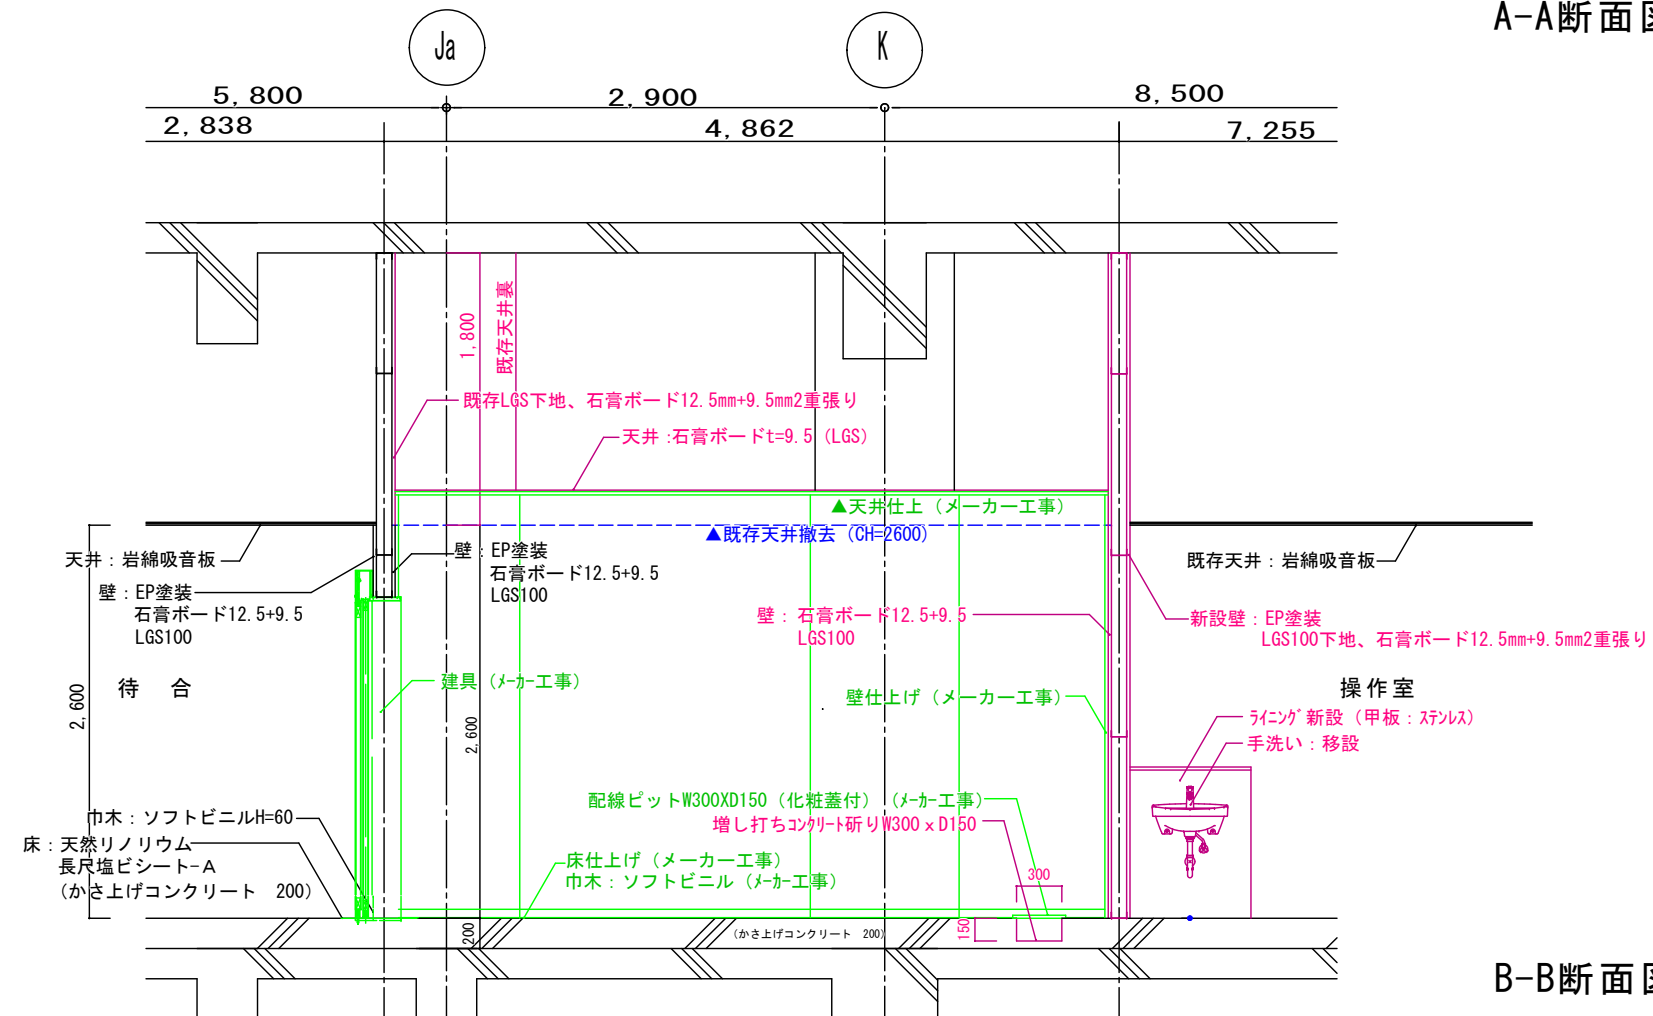 A-A断面図
Ja
K
5,800
2,900
8,500
2,838
4,862
7,255
1,800
既存天井裏
既存LGS下地、石膏ボード12.5mm+9.5mm2重張り
天井:石膏ボードt=9.5 (LGS)
▲天井仕上 (メーカー工事)
▲既存天井撤去 (CH=2600)
天井:岩綿吸音板
壁:EP塗装
石膏ボード12.5+9.5
LGS100
壁:EP塗装
石膏ボード12.5+9.5
LGS100
既存天井:岩綿吸音板
壁:石膏ボード12.5+9.5
LGS100
新設壁:EP塗装
LGS100下地、石膏ボード12.5mm+9.5mm2重張り
待 合
2,600
建具 (メーカー工事)
2,600
壁仕上げ (メーカー工事)
操作室
ライニング新設 (甲板:ステンレス)
手洗い:移設
配線ピットW300XD150 (化粧蓋付) (メーカー工事)
増し打ちコンクリート斫りW300xD150
巾木:ソフトビニルH=60
床:天然リノリウム
長尺塩ビシート-A
(かさ上げコンクリート 200)
床仕上げ (メーカー工事)
巾木:ソフトビニル (メーカー工事)
300
150
200
(かさ上げコンクリート 200)
B-B断面図